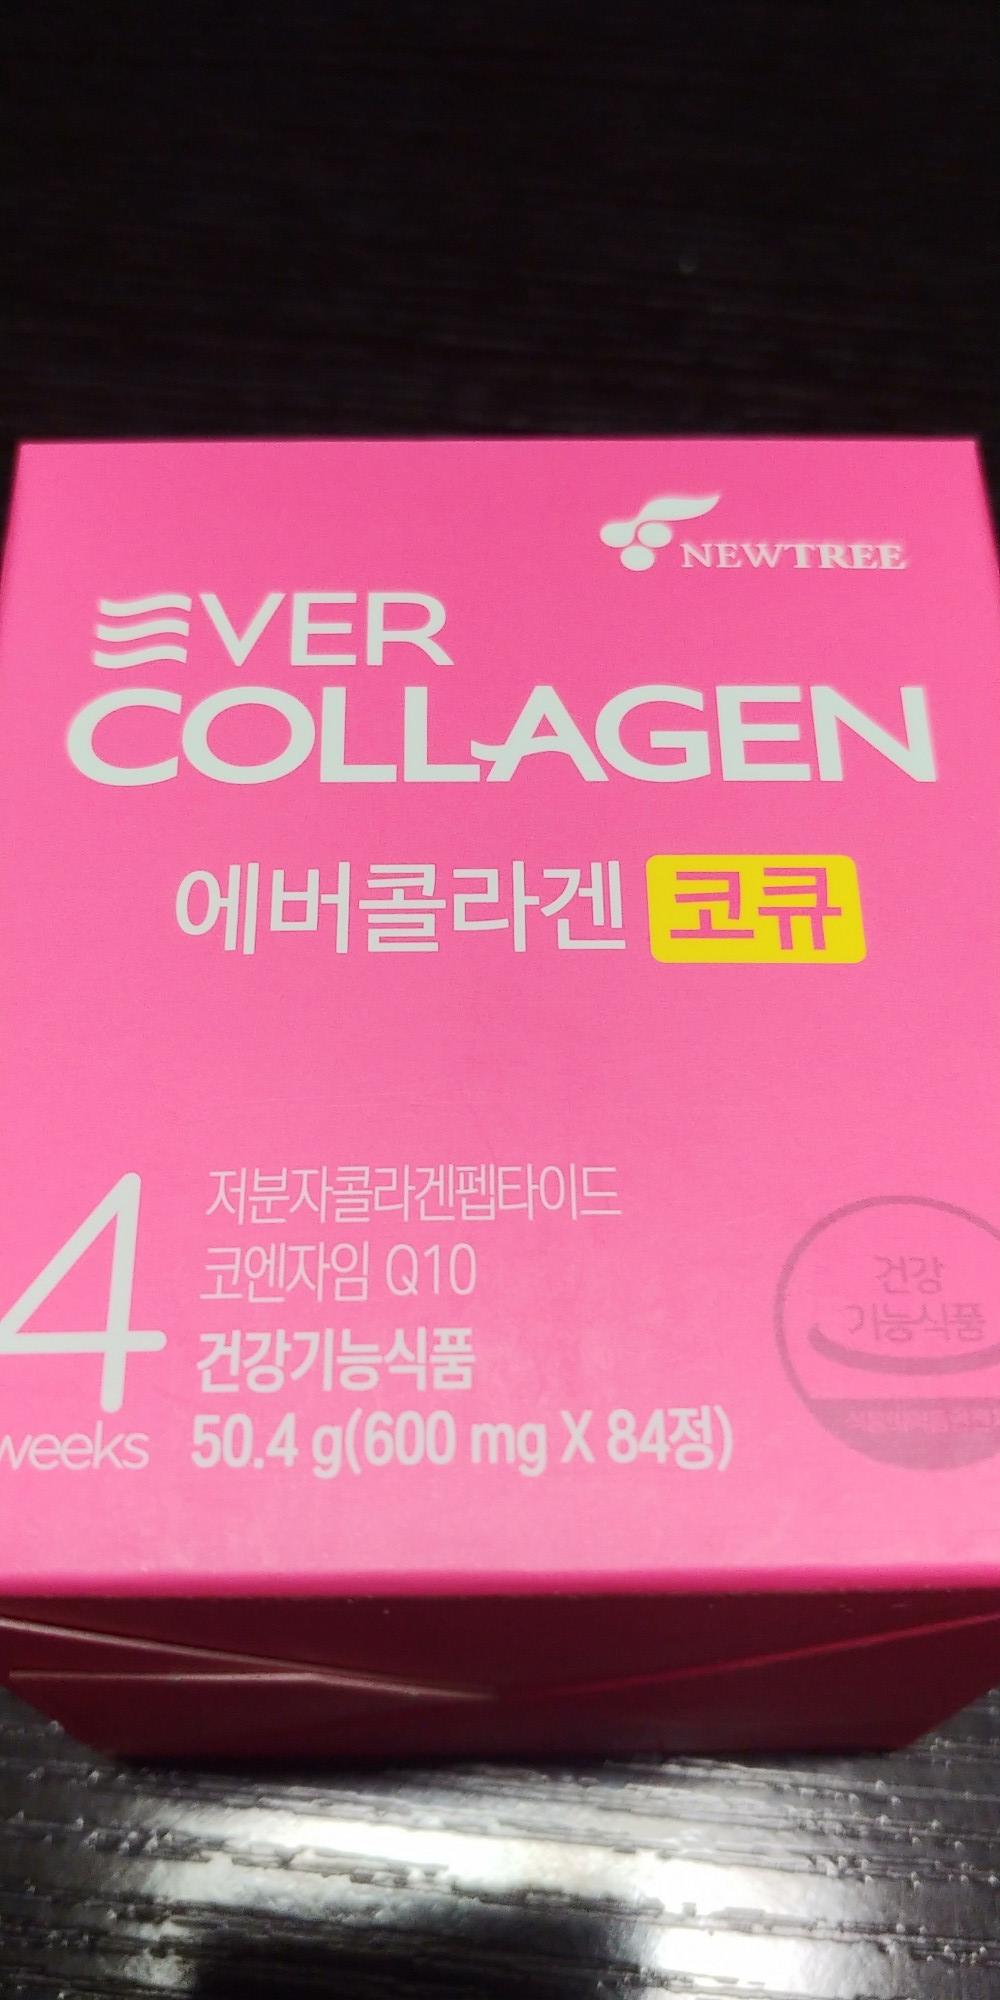 NEWTREE
EVER
COLLAGEN
에버콜라겐 코큐
4
weeks
저분자콜라겐펩타이드
코엔자임 Q10
건강기능식품
50.4 g(600 mg X 84정)
건강
기능식품